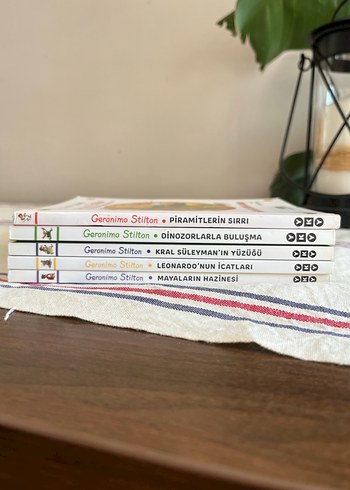 Geronimo Stilton • PİRAMİTLERİN SIRRI
Geronimo Stilton • DİNOZORLARLA BULUŞMA
Geronimo Stilton • KRAL SÜLEYMAN'IN YÜZÜĞÜ
Geronimo Stilton • LEONARDO'NUN İCATLARI
Geronimo Stilton • MAYALARIN HAZİNESİ